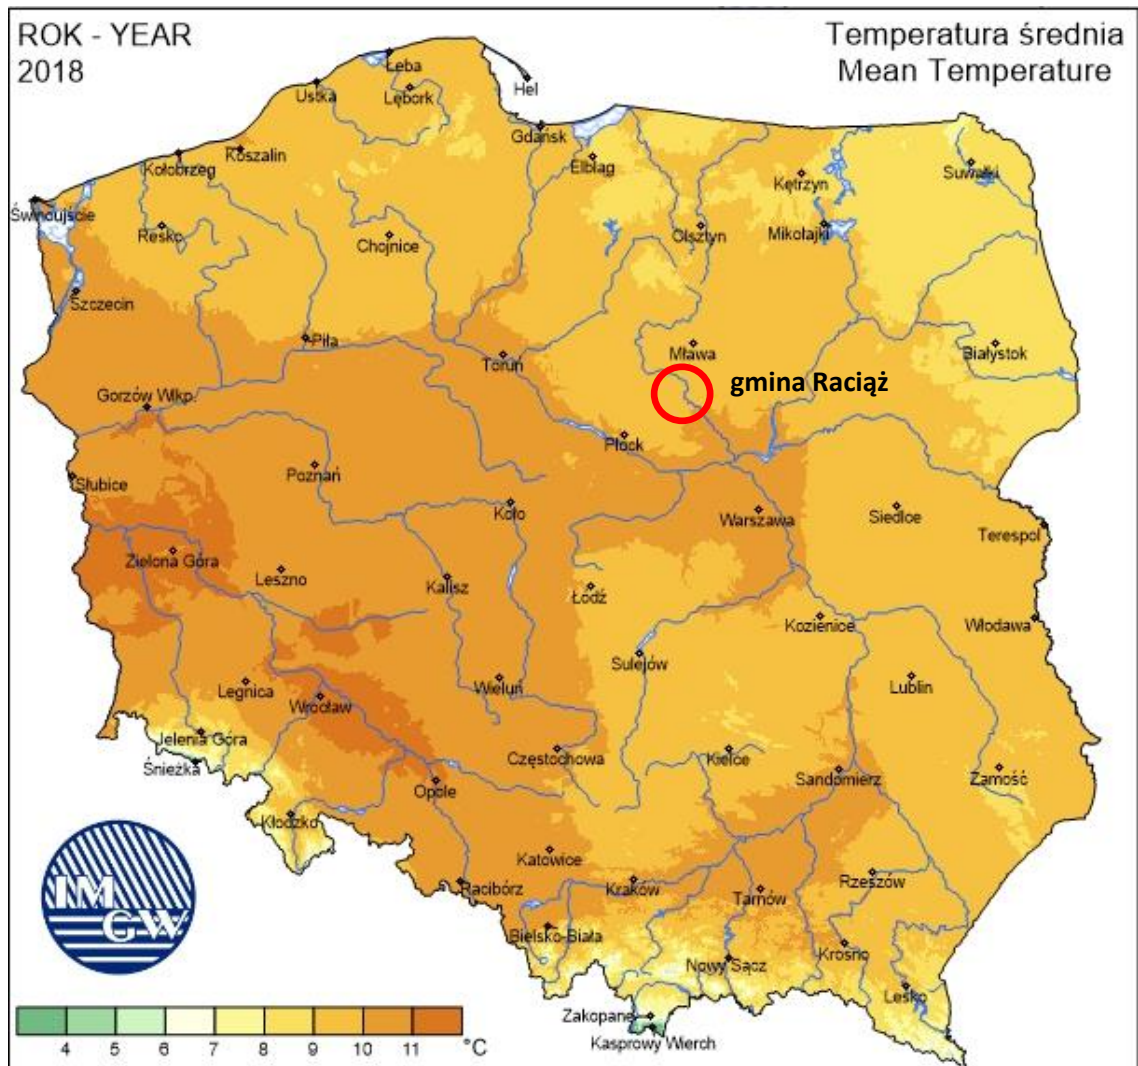 ROK - YEAR
2018
Temperatura średnia
Mean Temperature
Łeba
Hel
Ustka
Lębork
Gdańsk
Koszalin
Kołobrzeg
Elbląg
Suwałki
Kętrzyn
Świnoujście
Resko
Chojnice
Olsztyn
Mikołajki
Szczecin
Piła
Toruń
Mława
Białystok
gmina Raciąż
Gorzów Wlkp.
Płock
Poznań
Słubice
Koło
Warszawa
Siedlce
Terespol
Zielona Góra
Leszno
Kalisz
Łódź
Kozienice
Włodawa
Sulejów
Legnica
Wrocław
Wieluń
Lublin
Jelenia Góra
Śnieżka
Częstochowa
Kielce
Sandomierz
Zamość
Opole
Kłodzko
Katowice
Racibórz
Kraków
Tarnów
Rzeszów
Bielsko-Biała
Nowy Sącz
Krosno
Lesko
Zakopane
Kasprowy Wierch
IM
GW
4 5 6 7 8 9 10 11 °C